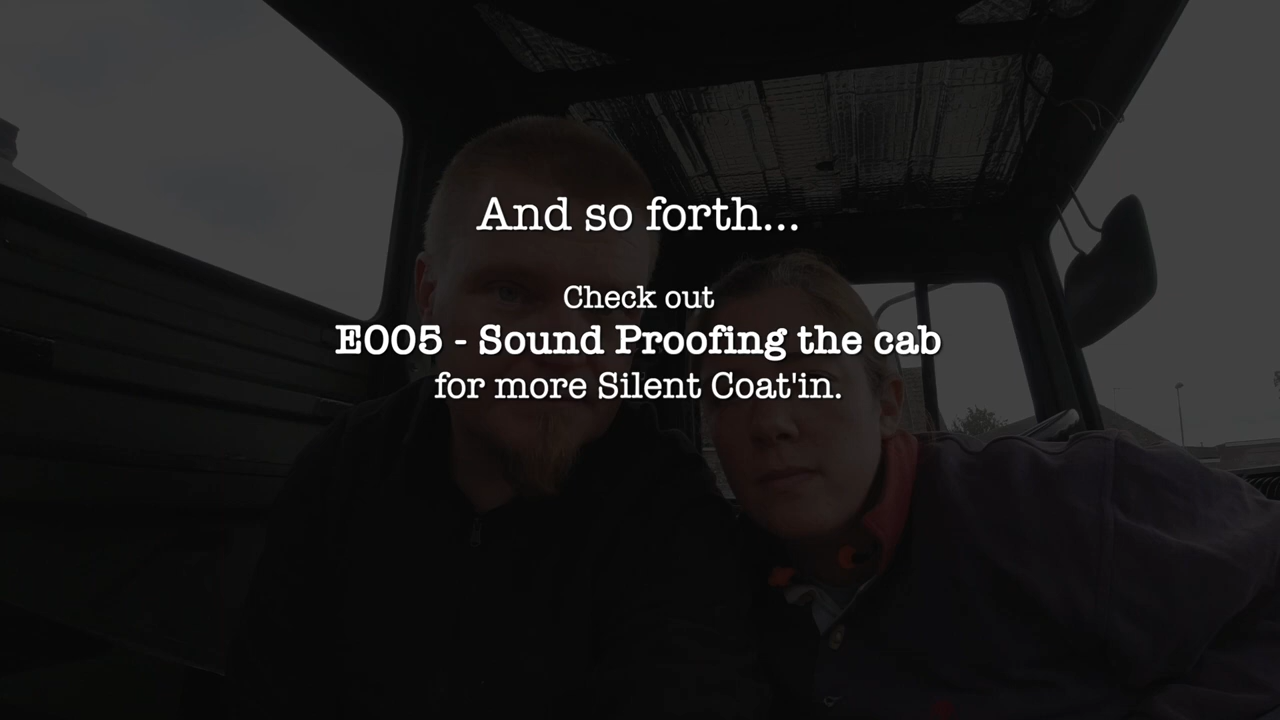 And so forth...
Check out
E005 - Sound Proofing the cab
for more Silent Coat'in.